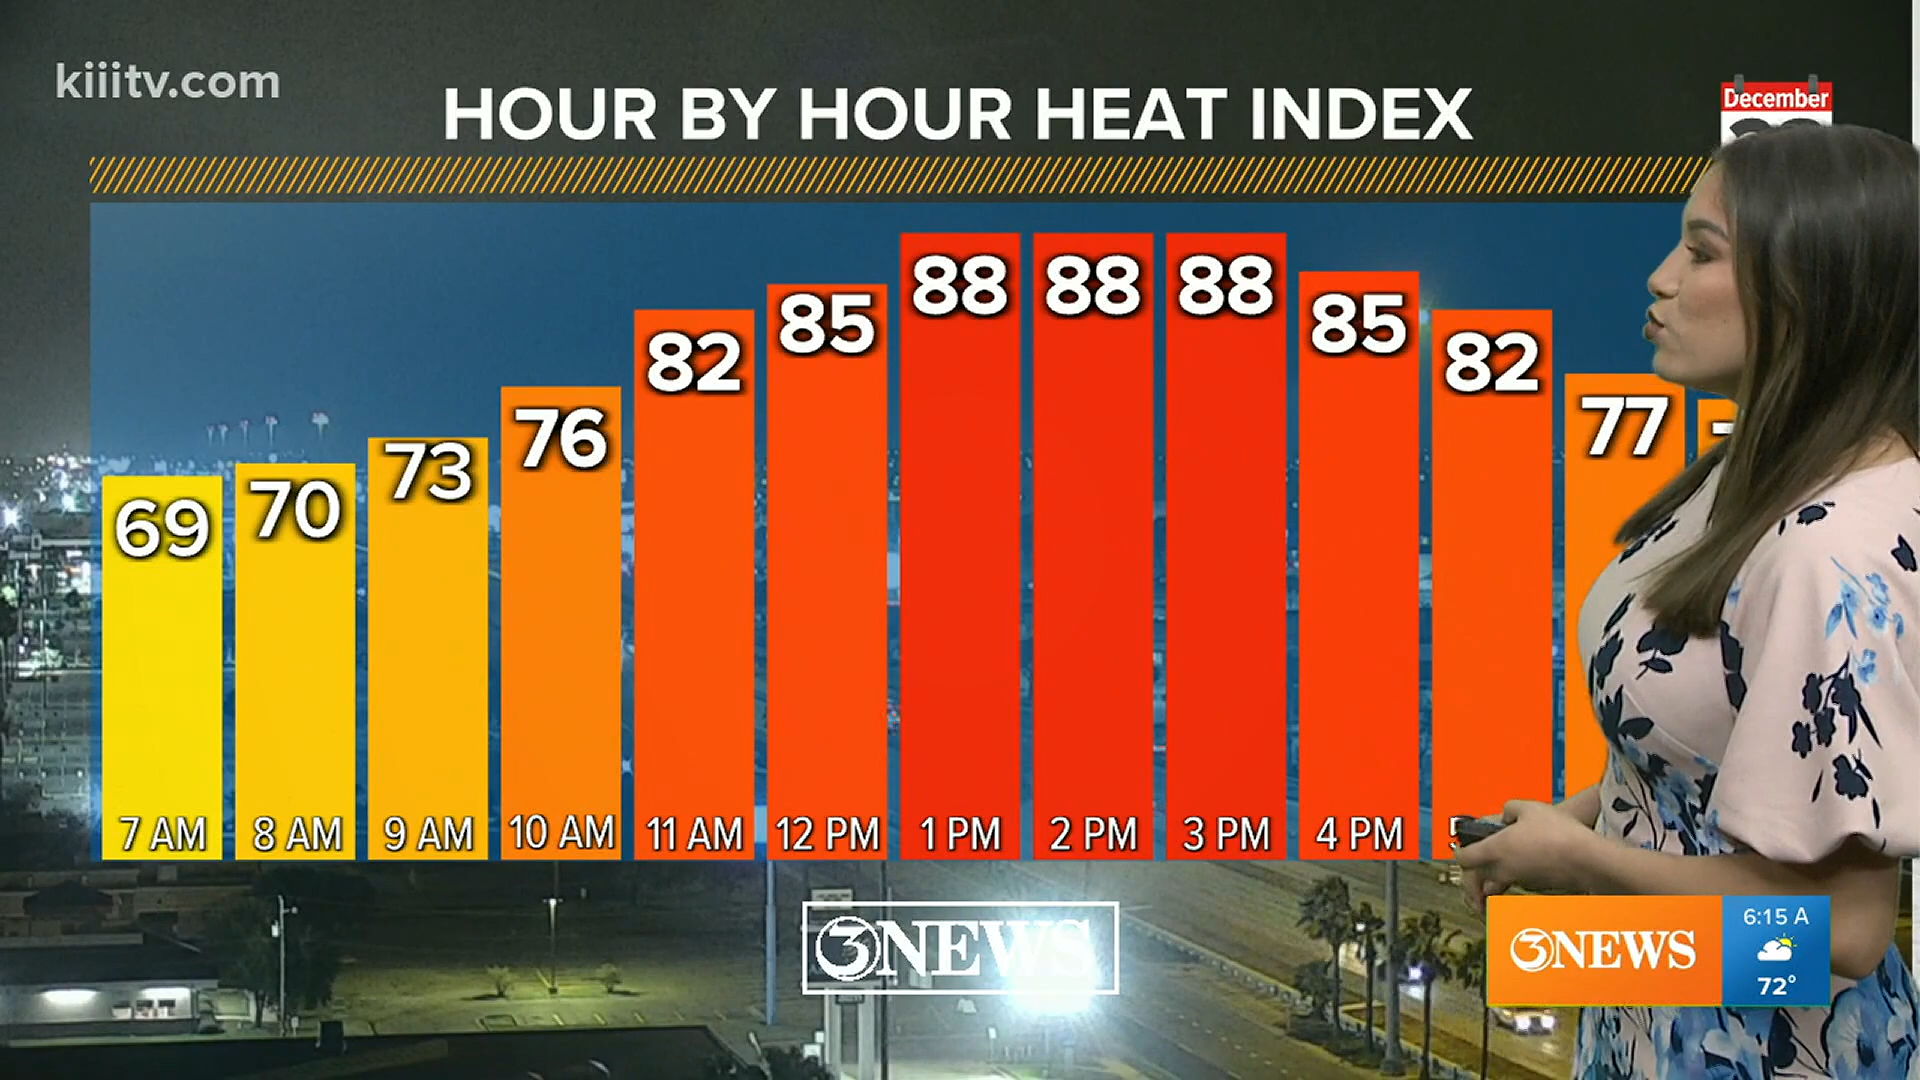 kiiitv.com
HOUR BY HOUR HEAT INDEX
December
69 70 73 76 82 85 88 88 88 85 82 77
7 AM 8 AM 9 AM 10 AM 11 AM 12 PM 1 PM 2 PM 3 PM 4 PM
3NEWS
3NEWS
6:15 A
72°